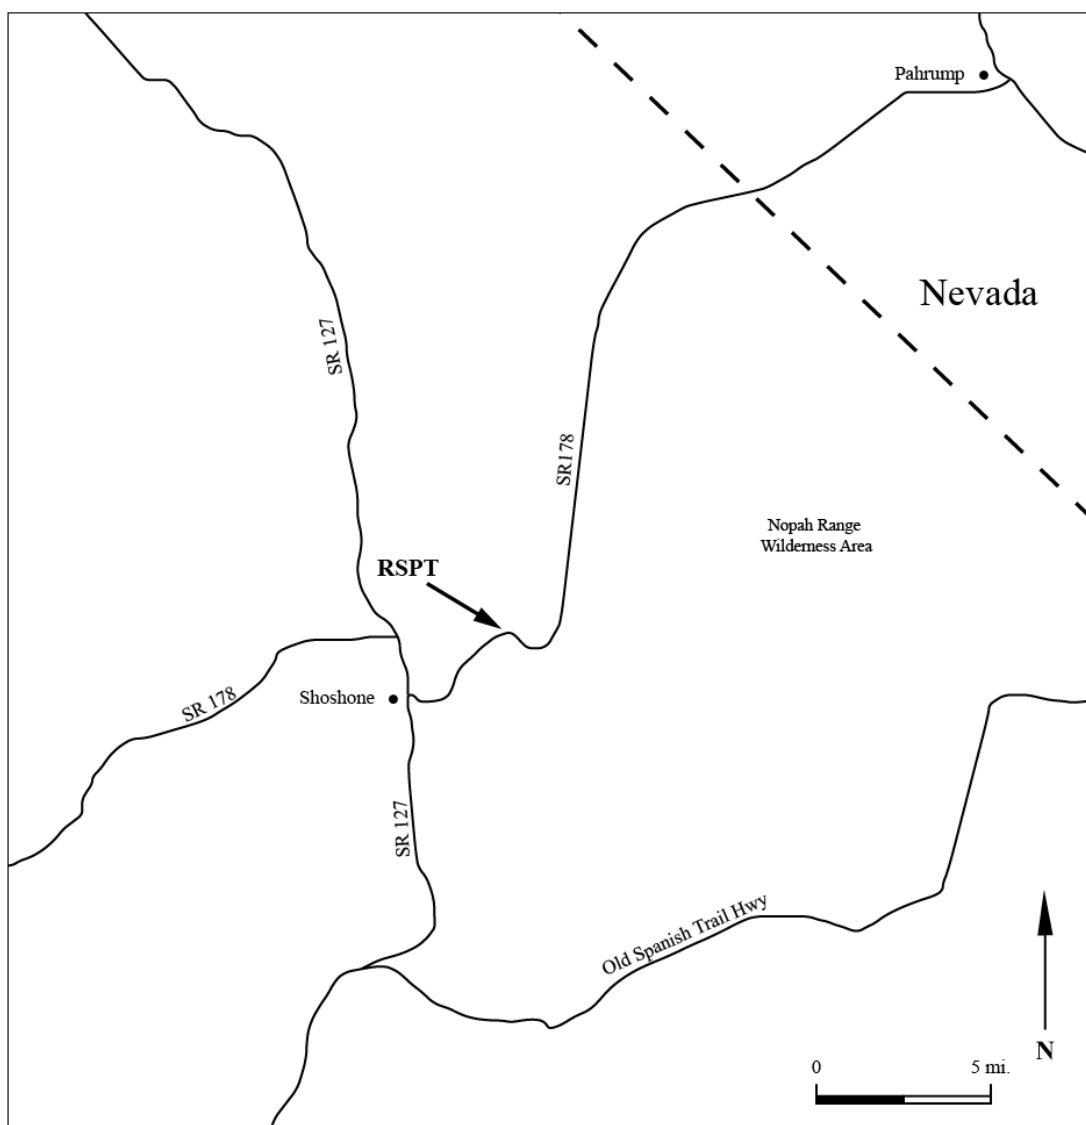 Pahrump
Nevada
SR 127
SR178
Nopah Range
Wilderness Area
RSPT
SR 178
Shoshone
SR 127
Old Spanish Trail Hwy
N
0 5 mi.